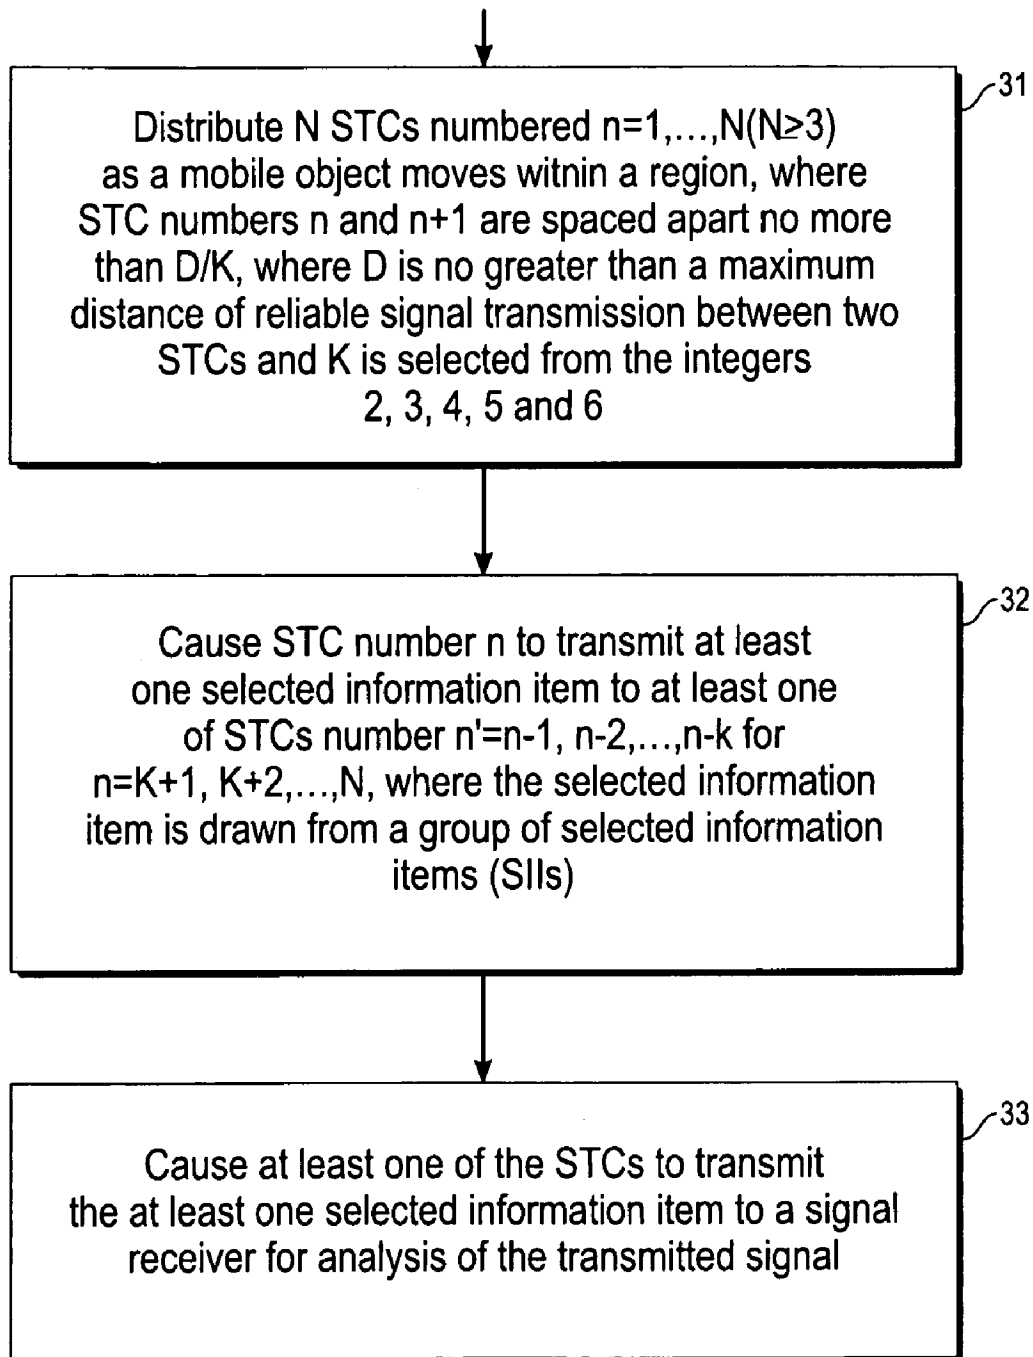 31
Distribute N STCs numbered n=1,...,N(N≥3)
as a mobile object moves witnin a region, where
STC numbers n and n+1 are spaced apart no more
than D/K, where D is no greater than a maximum
distance of reliable signal transmission between two
STCs and K is selected from the integers
2, 3, 4, 5 and 6
32
Cause STC number n to transmit at least
one selected information item to at least one
of STCs number n'=n-1, n-2,...,n-k for
n=K+1, K+2,...,N, where the selected information
item is drawn from a group of selected information
items (SIIs)
33
Cause at least one of the STCs to transmit
the at least one selected information item to a signal
receiver for analysis of the transmitted signal